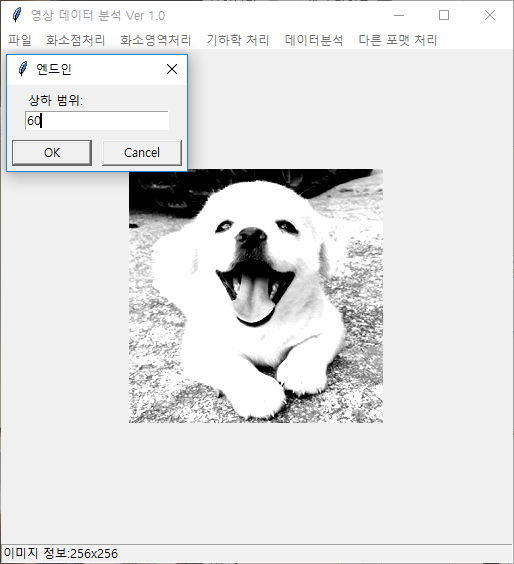 영상 데이터 분석 Ver 1.0
파일 화소점처리 화소영역처리 기하학 처리 데이터분석 다른 포맷 처리
엔드인
상하 범위:
60
OK Cancel
이미지 정보:256x256